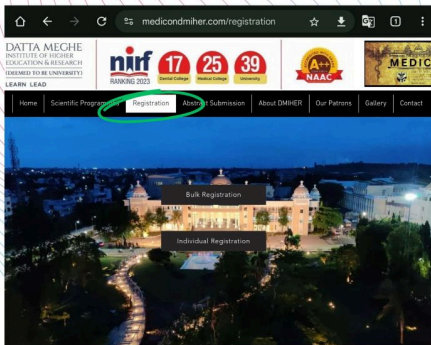 medicondmiher.com/registration
1
DATTA MEGHE
INSTITUTE OF HIGHER
EDUCATION & RESEARCH
(DEEMED TO BE UNIVERSITY)
LEARN LEAD
nirf
RANKING 2023
17
Dental College
25
Medical College
39
University
A++
NAAC
MEDIC
Home
Scientific Programme
Registration
Abstract Submission
About DMIHER
Our Patrons
Gallery
Contact
Bulk Registration
Individual Registration